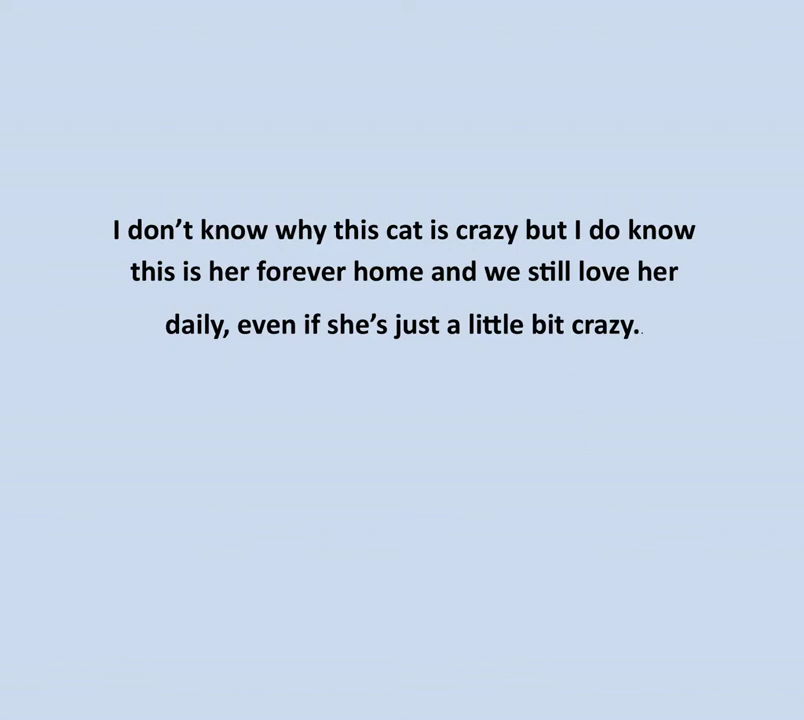 I don’t know why this cat is crazy but I do know
this is her forever home and we still love her
daily, even if she’s just a little bit crazy..